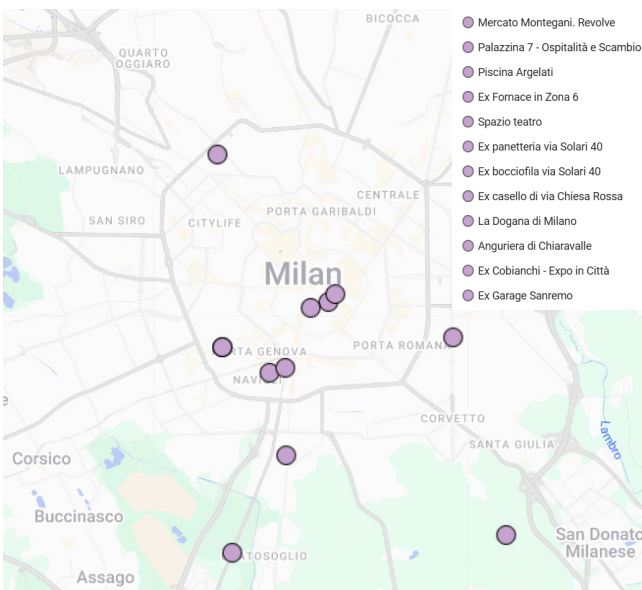 BICOCCA
QUARTO
OGGIARO
LAMPUGNANO
CENTRALE
PORTA GARIBALDI
SAN SIRO
CITYLIFE
Milan
PORTA ROMANA
RTA GENOVA
NAVIGLI
CORVETTO
SANTA GIULIA
Lambro
Corsico
Buccinasco
San Donato
Milanese
ATOSOGLIO
Assago
Mercato Montegani. Revolve
Palazzina 7 - Ospitalità e Scambio
Piscina Argelati
Ex Fornace in Zona 6
Spazio teatro
Ex panetteria via Solari 40
Ex bocciofila via Solari 40
Ex casello di via Chiesa Rossa
La Dogana di Milano
Anguriera di Chiaravalle
Ex Cobianchi - Expo in Città
Ex Garage Sanremo